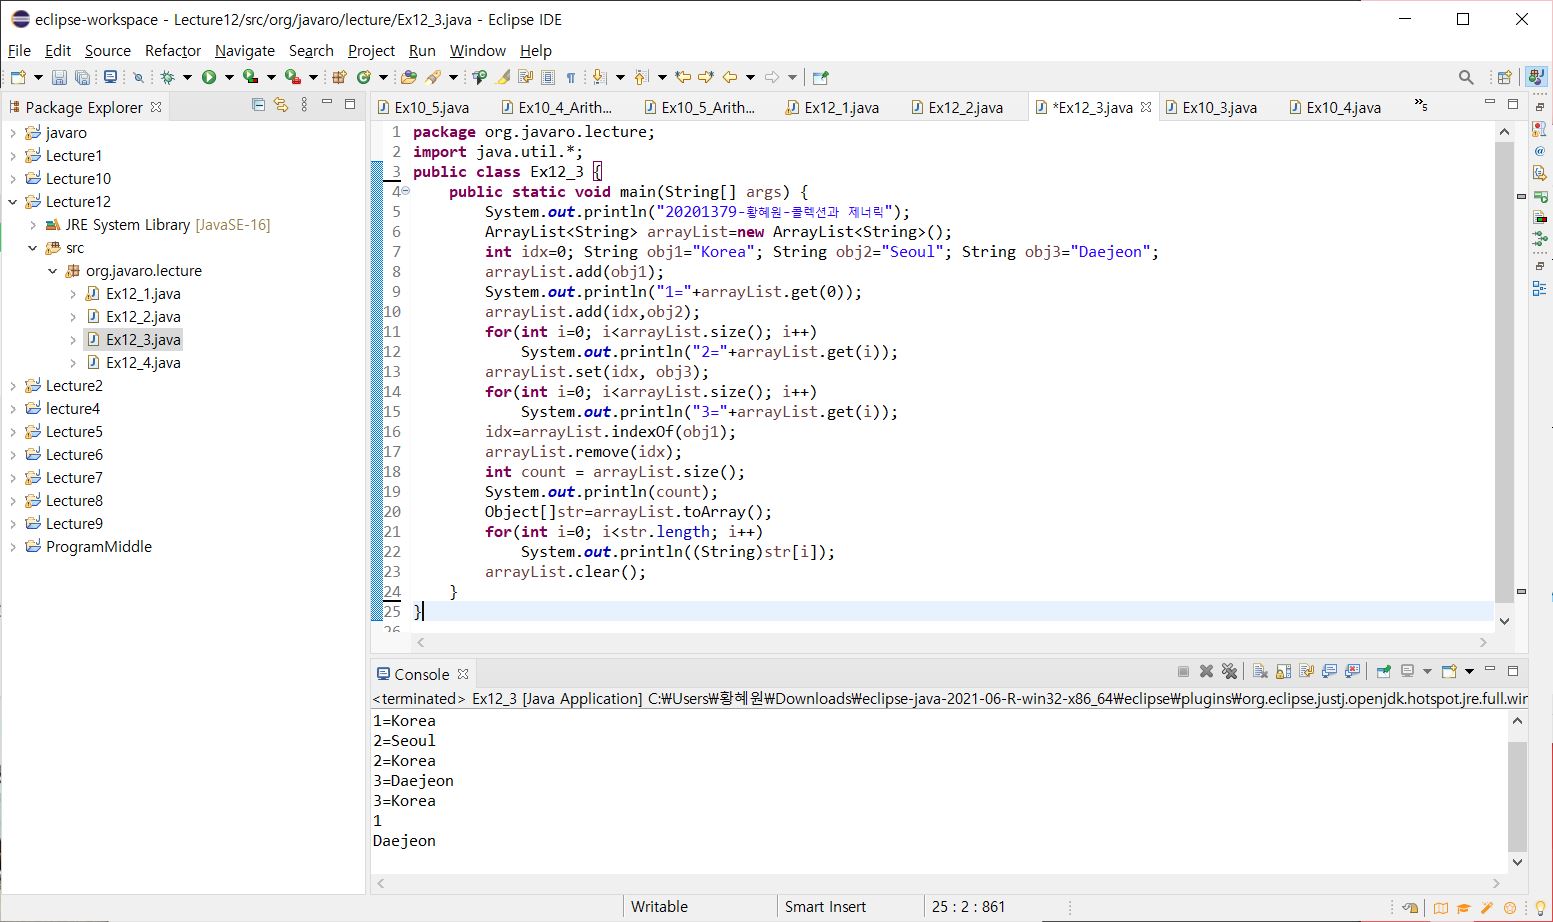 eclipse-workspace - Lecture12/src/org/javaro/lecture/Ex12_3.java - Eclipse IDE
File Edit Source Refactor Navigate Search Project Run Window Help
Package Explorer
javaro
Lecture1
Lecture10
Lecture12
JRE System Library [JavaSE-16]
src
org.javaro.lecture
Ex12_1.java
Ex12_2.java
Ex12_3.java
Ex12_4.java
Lecture2
lecture4
Lecture5
Lecture6
Lecture7
Lecture8
Lecture9
ProgramMiddle
Ex10_5.java Ex10_4_Arith... Ex10_5_Arith... Ex12_1.java Ex12_2.java *Ex12_3.java Ex10_3.java Ex10_4.java »5
1 package org.javaro.lecture;
2 import java.util.*;
3 public class Ex12_3 {
4 public static void main(String[] args) {
5 System.out.println("20201379-황혜원-콜렉션과 제너릭");
6 ArrayList<String> arrayList=new ArrayList<String>();
7 int idx=0; String obj1="Korea"; String obj2="Seoul"; String obj3="Daejeon";
8 arrayList.add(obj1);
9 System.out.println("1="+arrayList.get(0));
10 arrayList.add(idx,obj2);
11 for(int i=0; i<arrayList.size(); i++)
12 System.out.println("2="+arrayList.get(i));
13 arrayList.set(idx, obj3);
14 for(int i=0; i<arrayList.size(); i++)
15 System.out.println("3="+arrayList.get(i));
16 idx=arrayList.indexOf(obj1);
17 arrayList.remove(idx);
18 int count = arrayList.size();
19 System.out.println(count);
20 Object[]str=arrayList.toArray();
21 for(int i=0; i<str.length; i++)
22 System.out.println((String)str[i]);
23 arrayList.clear();
24 }
25 }
26
Console
<terminated> Ex12_3 [Java Application] C:₩Users₩황혜원₩Downloads₩eclipse-java-2021-06-R-win32-x86_64₩eclipse₩plugins₩org.eclipse.justj.openjdk.hotspot.jre.full.win
1=Korea
2=Seoul
2=Korea
3=Daejeon
3=Korea
1
Daejeon
Writable Smart Insert 25 : 2 : 861